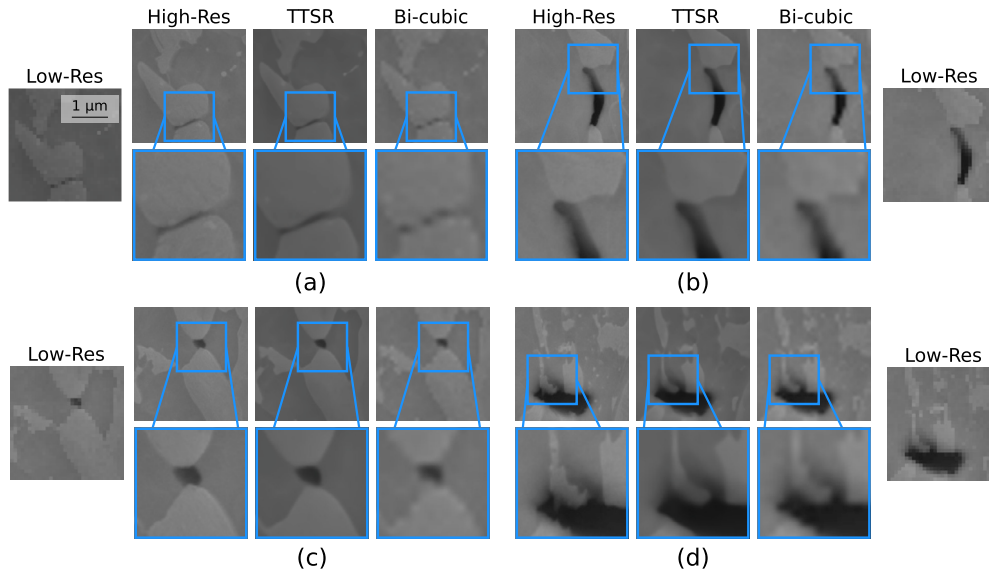 High-Res TTSR Bi-cubic
High-Res TTSR Bi-cubic
Low-Res
1 μm
Low-Res
(a)
(b)
Low-Res
Low-Res
(c)
(d)